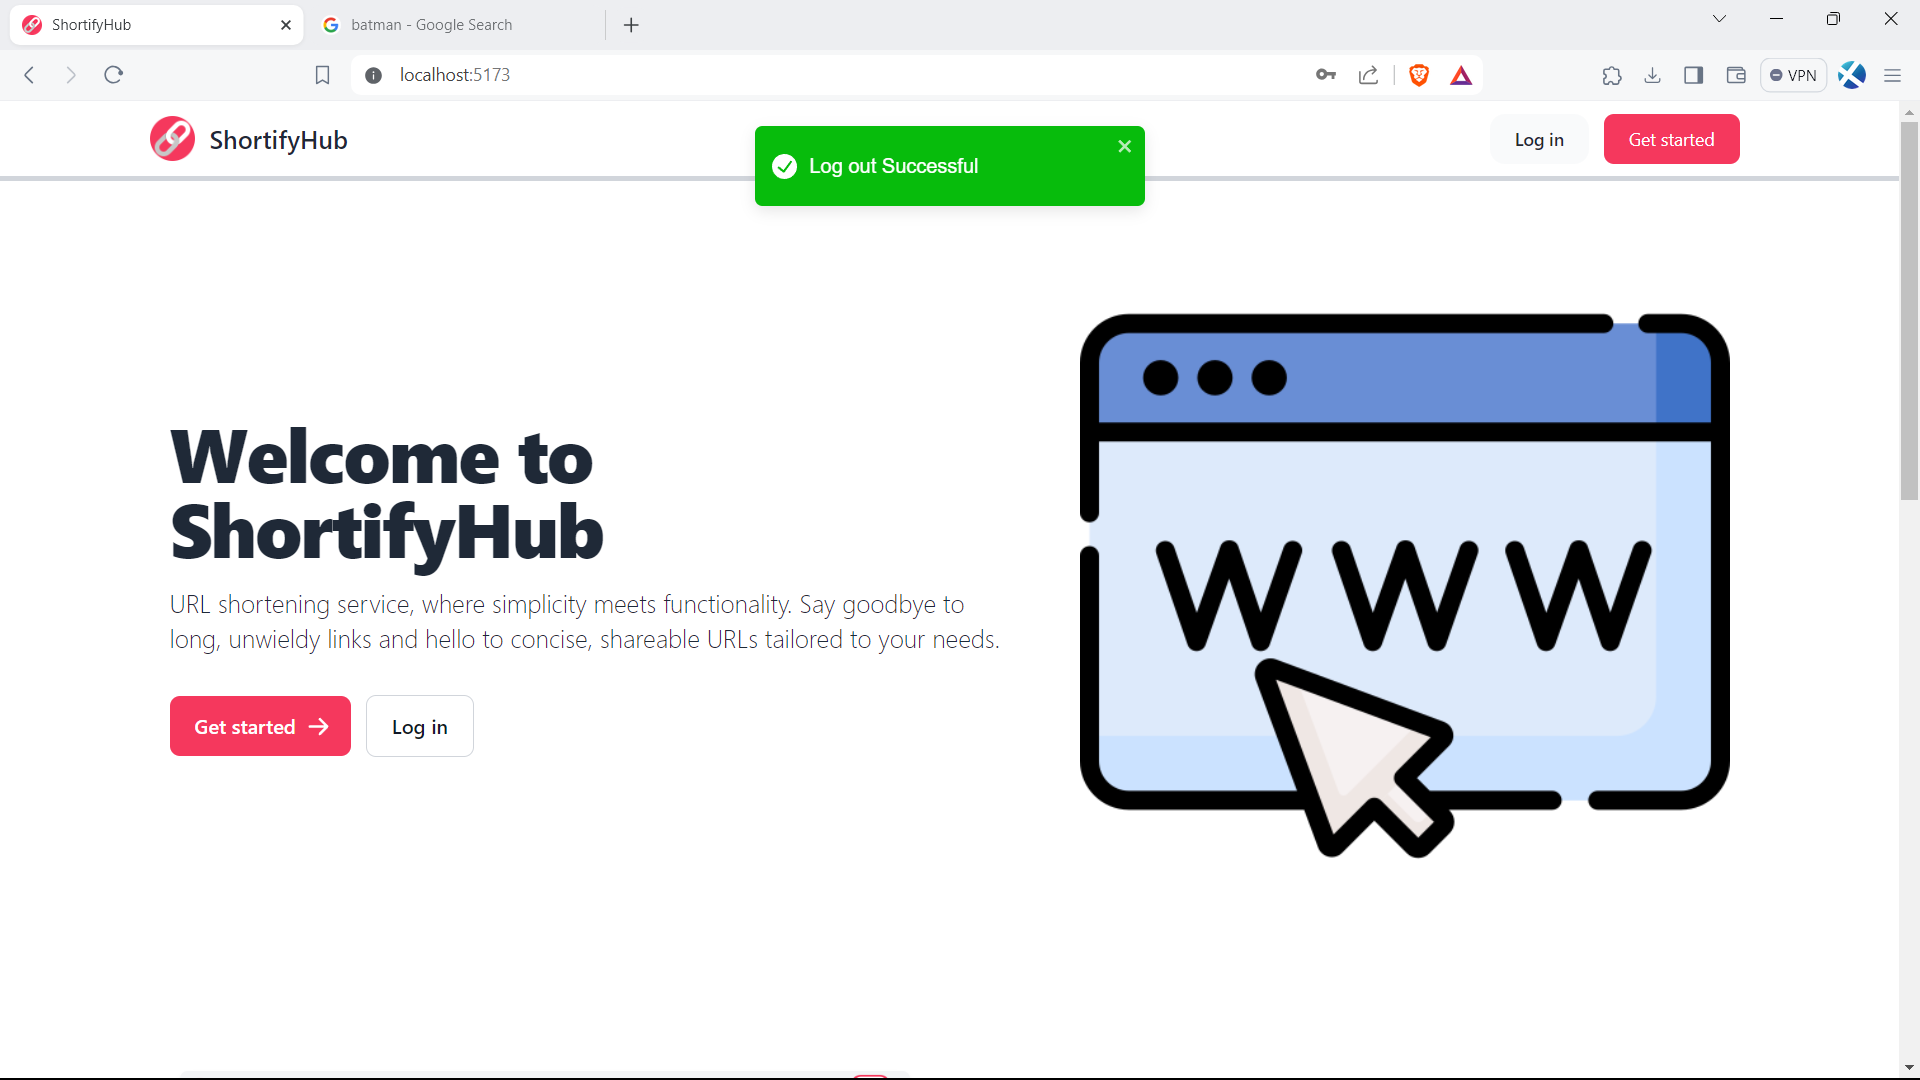 ShortifyHub
batman - Google Search
localhost:5173
VPN
ShortifyHub
Log out Successful
Log in
Get started
Welcome to
ShortifyHub
URL shortening service, where simplicity meets functionality. Say goodbye to
long, unwieldy links and hello to concise, shareable URLs tailored to your needs.
Get started
Log in
W W W